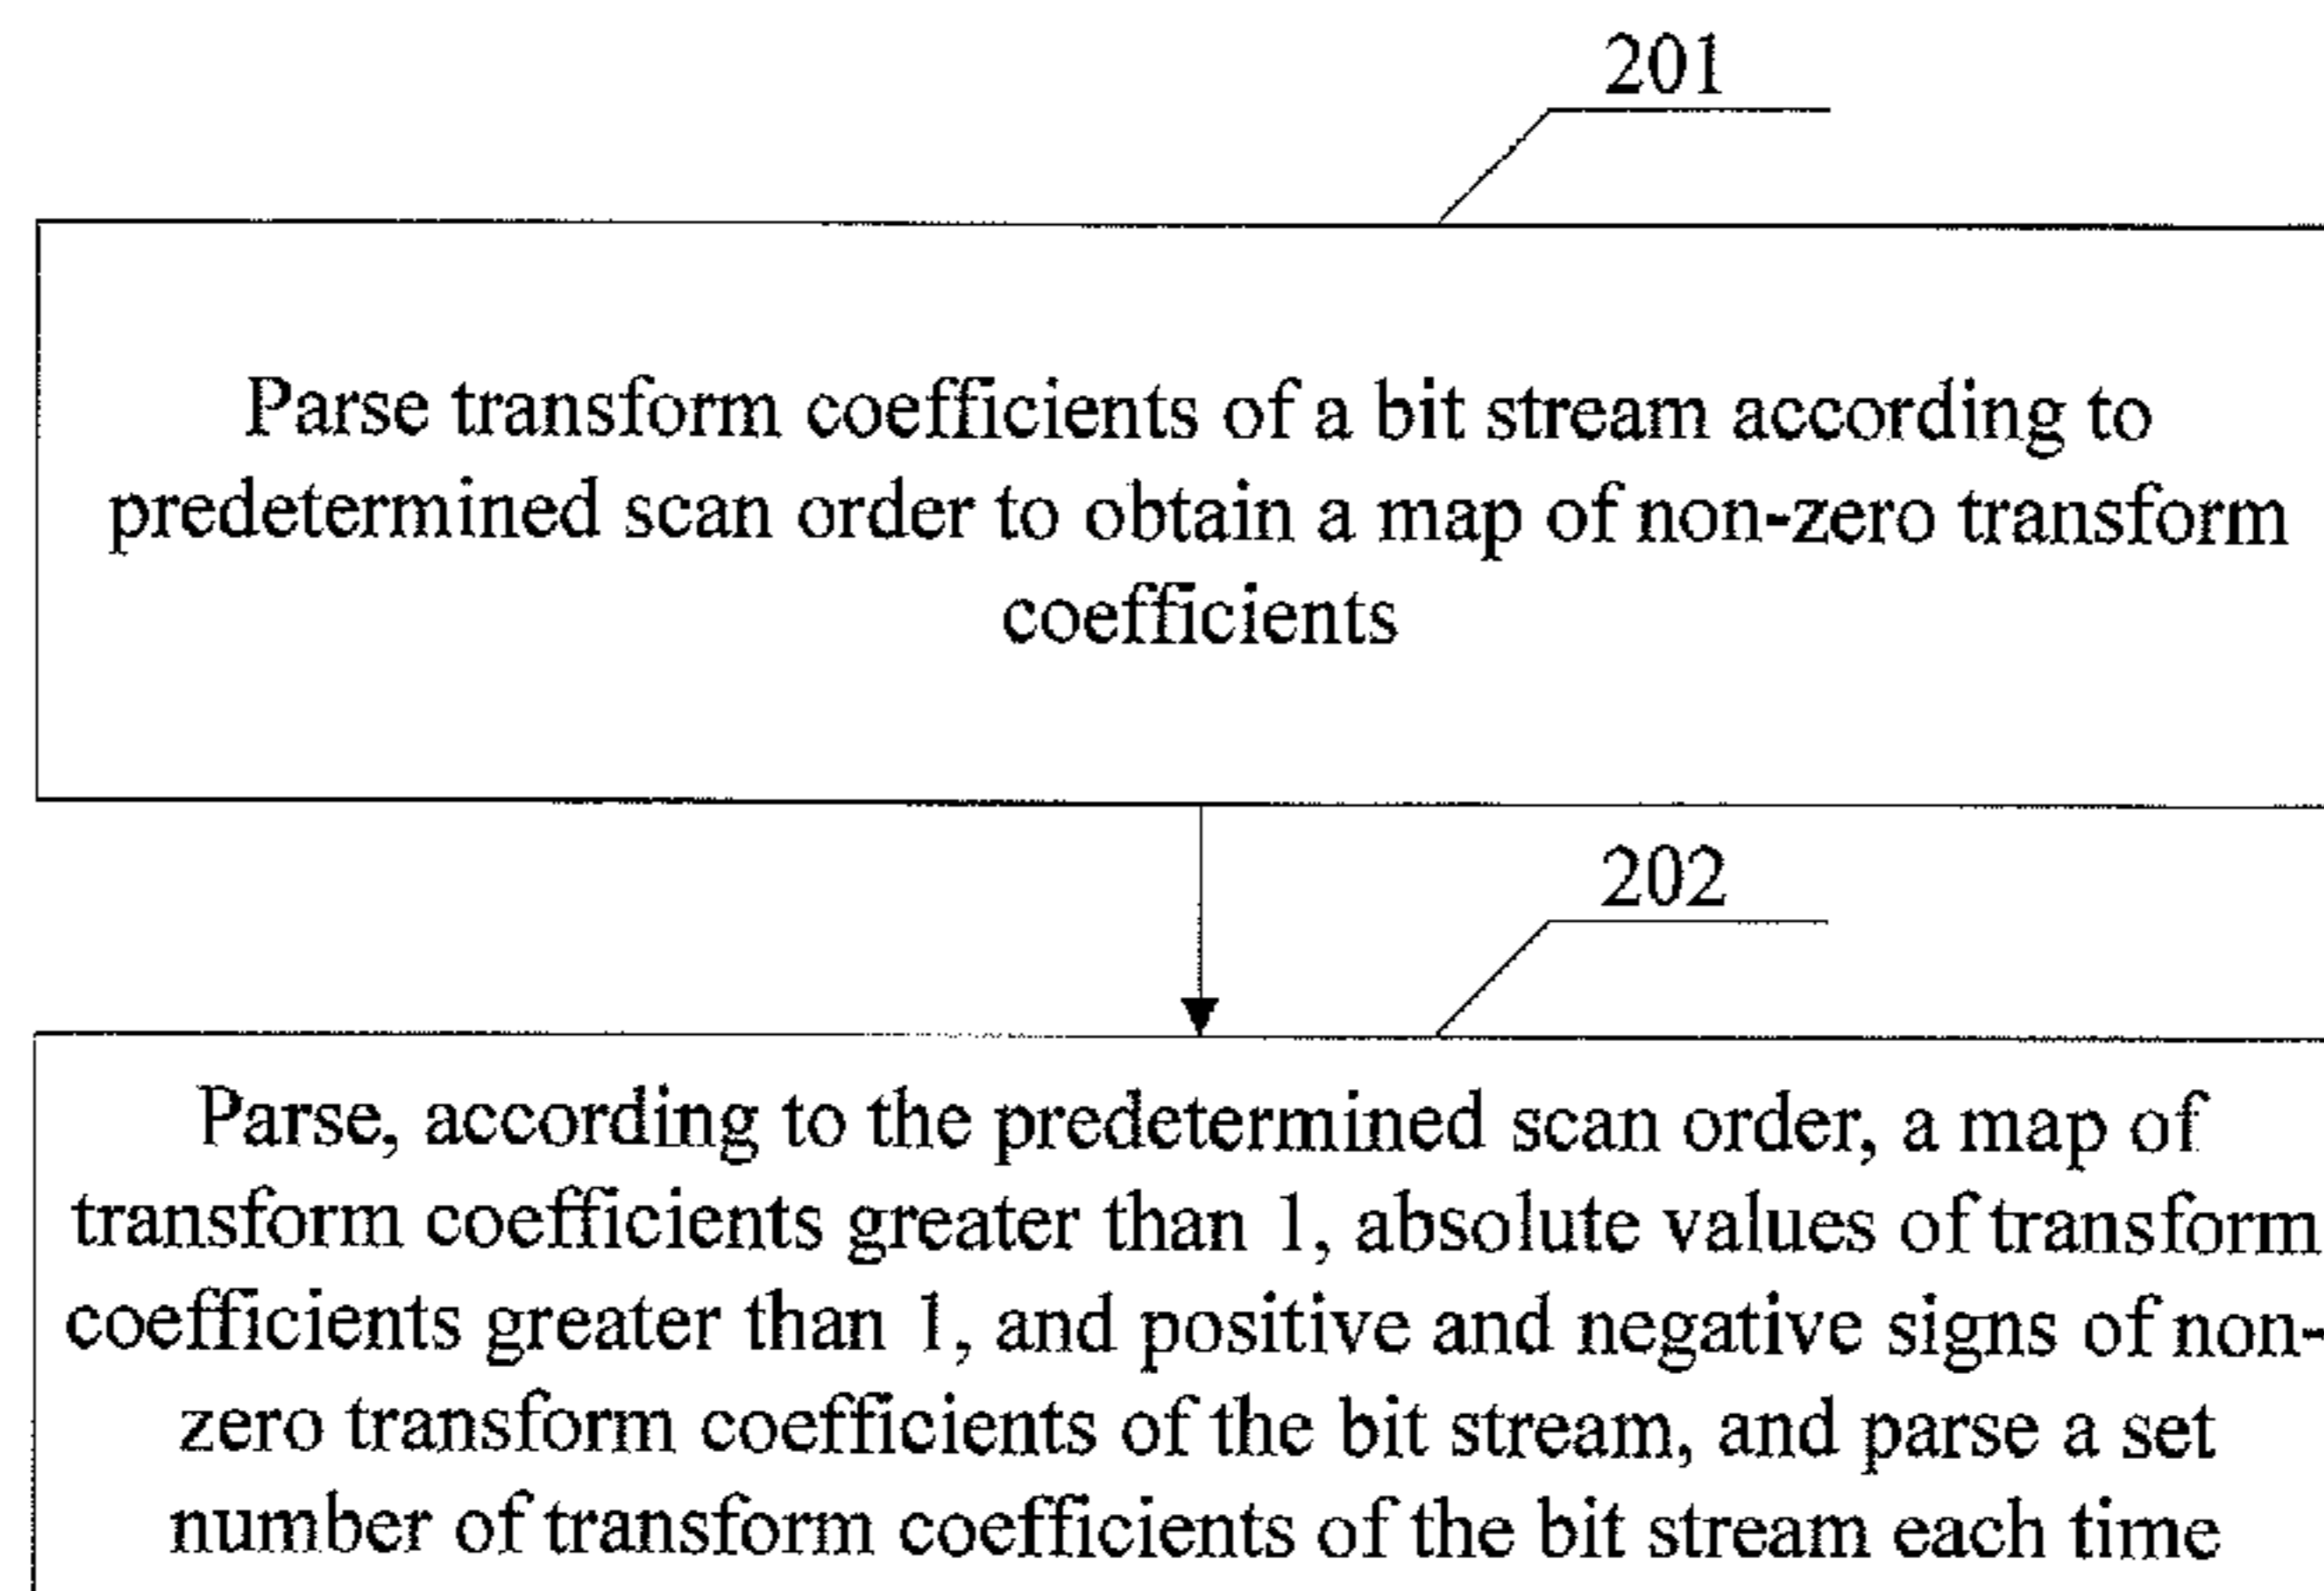 201
Parse transform coefficients of a bit stream according to
predetermined scan order to obtain a map of non-zero transform
coefficients
202
Parse, according to the predetermined scan order, a map of
transform coefficients greater than 1, absolute values of transform
coefficients greater than 1, and positive and negative signs of non-
zero transform coefficients of the bit stream, and parse a set
number of transform coefficients of the bit stream each time